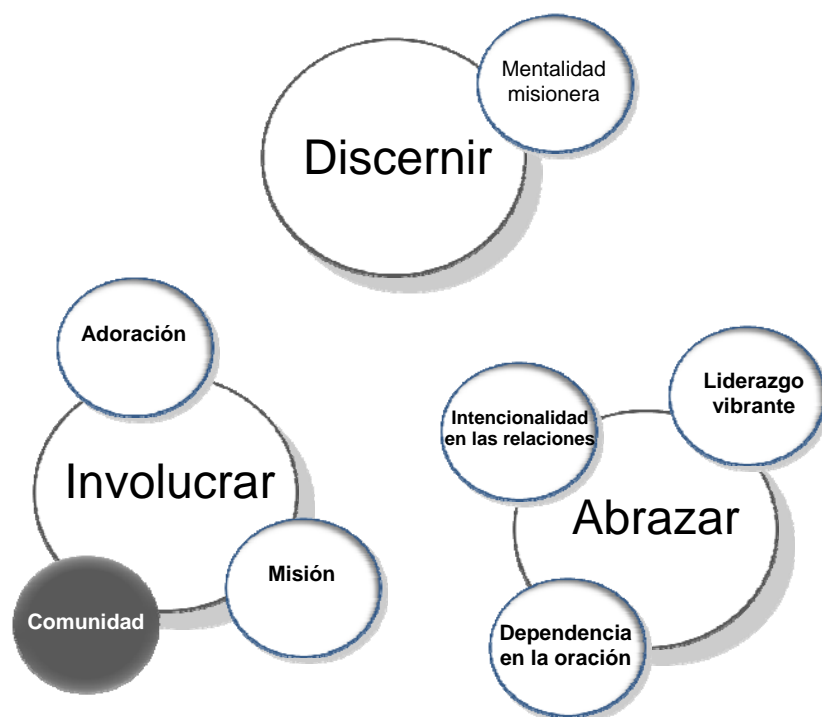 Mentalidad
misionera
Discernir
Adoración
Involucrar
Misión
Comunidad
Liderazgo
vibrante
Intencionalidad
en las relaciones
Abrazar
Dependencia
en la oración